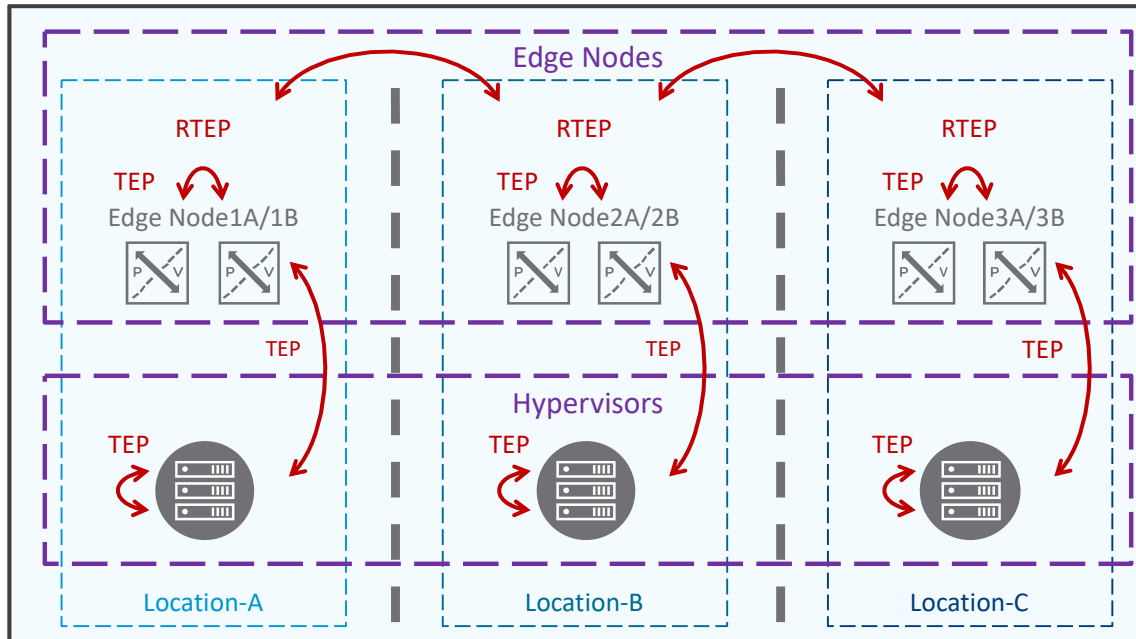 Edge Nodes
RTEP
RTEP
RTEP
TEP
TEP
TEP
Edge Node1A/1B
Edge Node2A/2B
Edge Node3A/3B
P V
P V
P V
P V
P V
P V
TEP
TEP
TEP
Hypervisors
TEP
TEP
TEP
Location-A
Location-B
Location-C